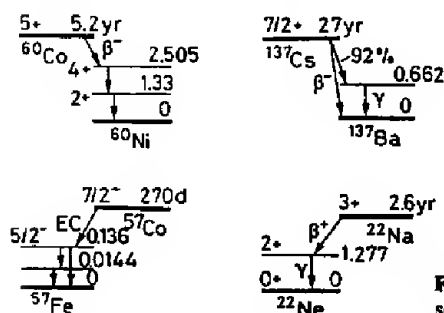 5+ 5.2yr
60Co β⁻
4+ 2.505
2+ 1.33
0
60Ni
7/2+ 27yr
137Cs ~92%
β⁻ 0.662
γ 0
137Ba
7/2⁻ 270d
EC 57Co
5/2⁻ 0.136
0.0144
0
57Fe
3+ 2.6yr
β⁺ 22Na
2+ 1.277
γ
0+ 0
22Ne